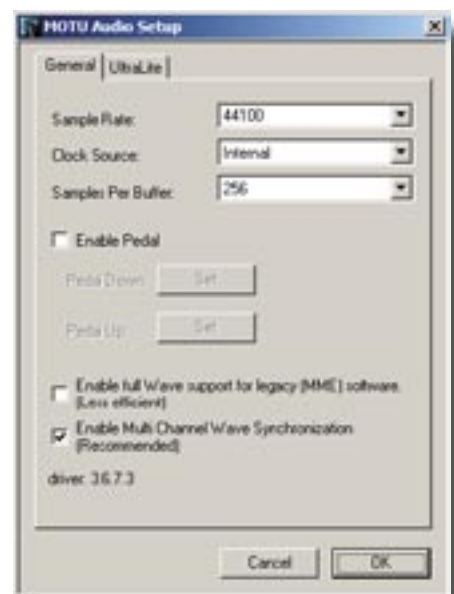 MOTU Audio Setup
General
UltraLite
Sample Rate: 44100
Clock Source: Internal
Samples Per Buffer: 256
Enable Pedal
Pedal Down: Set
Pedal Up: Set
Enable full Wave support for legacy (MME) software.
(Less efficient)
Enable Multi Channel Wave Synchronization
(Recommended)
driver: 3.6.7.3
Cancel
OK